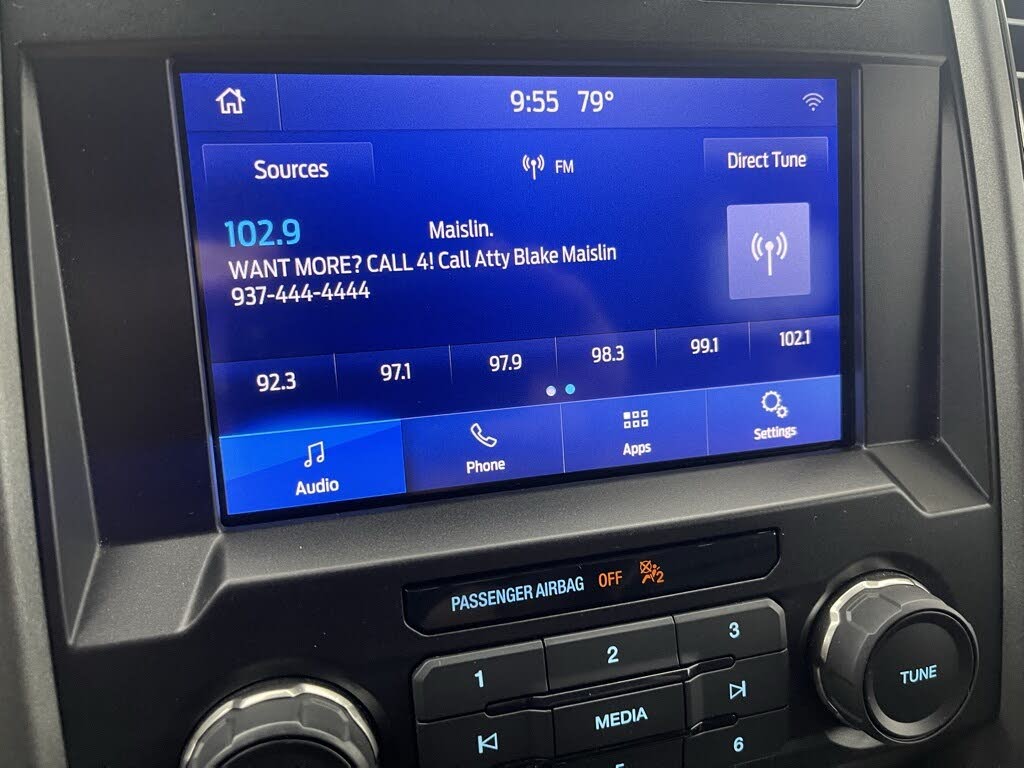 9:55 79°
Sources
FM
Direct Tune
102.9 Maislin.
WANT MORE? CALL 4! Call Atty Blake Maislin
937-444-4444
92.3 97.1 97.9 98.3 99.1 102.1
Audio Phone Apps Settings
PASSENGER AIRBAG OFF 2
1 2 3
MEDIA
TUNE
6